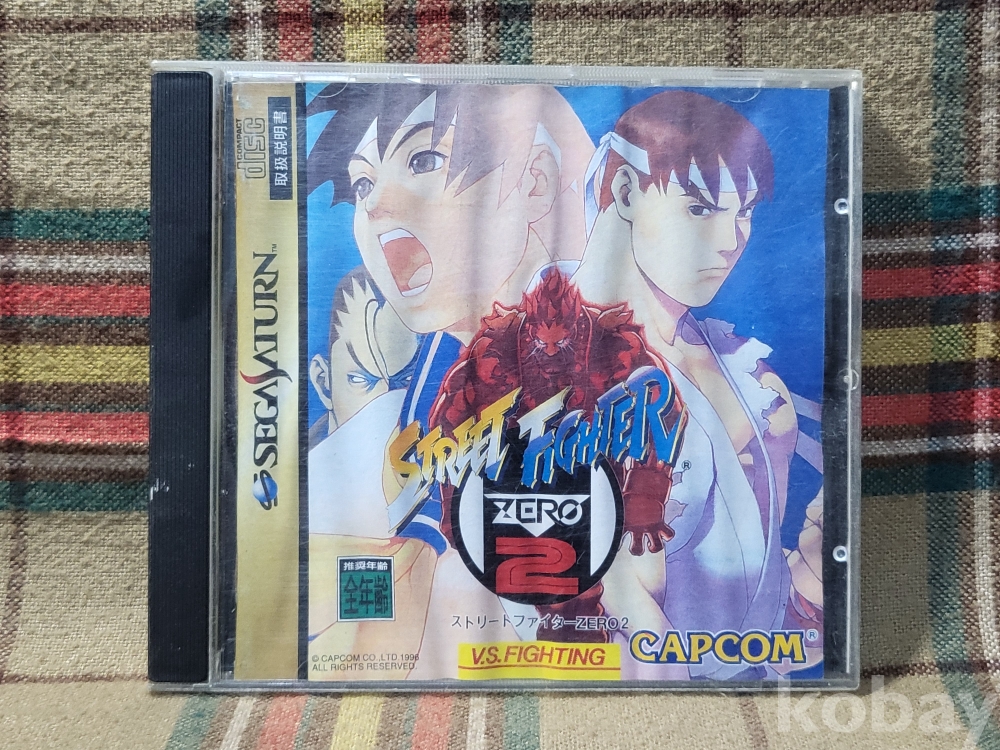 COMPACT
disc
取扱説明書
SEGA SATURN™
STREET FIGHTER®
ZERO
2
ストリートファイターZERO2
推奨年齢
全年齢
© CAPCOM CO.,LTD.1996
ALL RIGHTS RESERVED.
V.S.FIGHTING
CAPCOM®
kobay